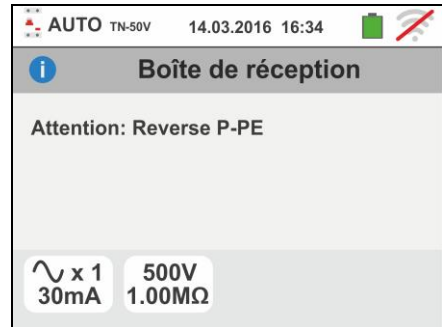 AUTO TN-50V 14.03.2016 16:34
i Boîte de réception
Attention: Reverse P-PE
x 1 500V
30mA 1.00MΩ